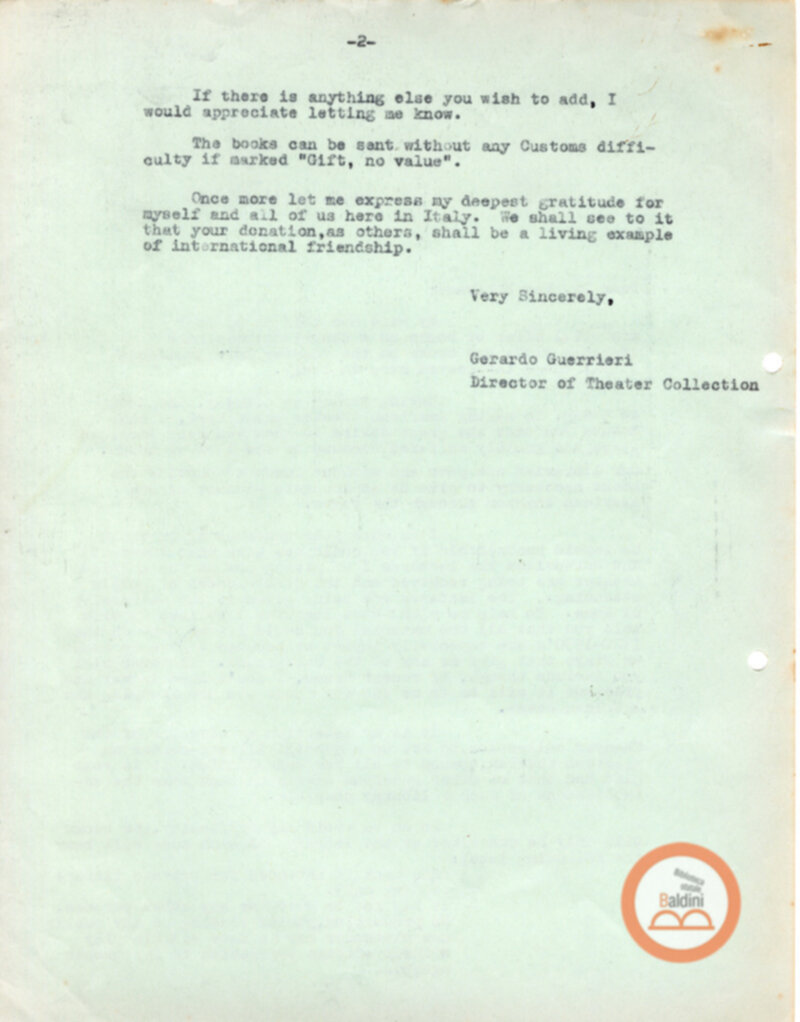 -2-
If there is anything else you wish to add, I
would appreciate letting me know.
The books can be sent without any Customs diffi-
culty if marked "Gift, no value".
Once more let me express my deepest gratitude for
myself and all of us here in Italy. We shall see to it
that your donation,as others, shall be a living example
of international friendship.
Very Sincerely,
Gerardo Guerrieri
Director of Theater Collection
Biblioteca
statale
Baldini